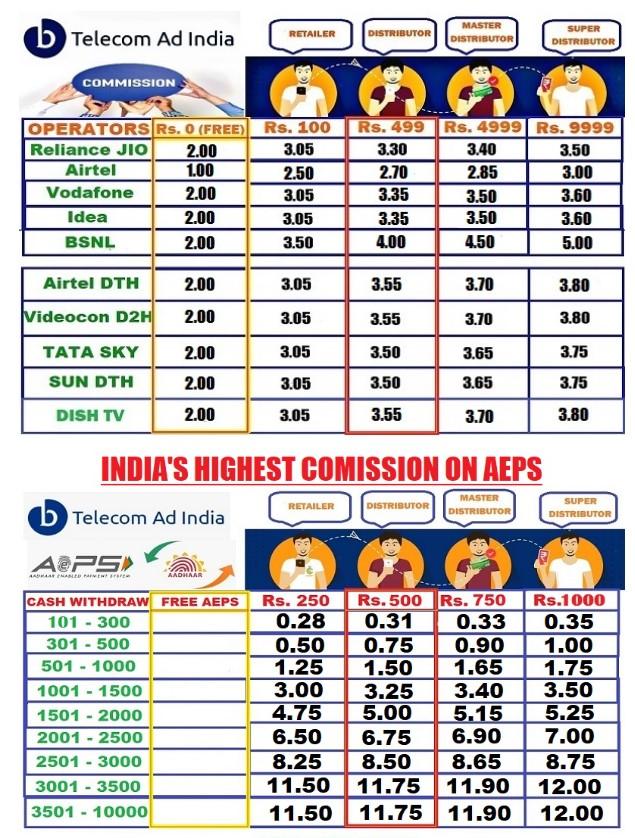 b Telecom Ad India
COMMISSION
RETAILER DISTRIBUTOR MASTER DISTRIBUTOR SUPER DISTRIBUTOR
OPERATORS Rs. 0 (FREE) Rs. 100 Rs. 499 Rs. 4999 Rs. 9999
Reliance JIO 2.00 3.05 3.30 3.40 3.50
Airtel 1.00 2.50 2.70 2.85 3.00
Vodafone 2.00 3.05 3.35 3.50 3.60
Idea 2.00 3.05 3.35 3.50 3.60
BSNL 2.00 3.50 4.00 4.50 5.00
Airtel DTH 2.00 3.05 3.55 3.70 3.80
Videocon D2H 2.00 3.05 3.55 3.70 3.80
TATA SKY 2.00 3.05 3.50 3.65 3.75
SUN DTH 2.00 3.05 3.50 3.65 3.75
DISH TV 2.00 3.05 3.55 3.70 3.80
INDIA'S HIGHEST COMISSION ON AEPS
b Telecom Ad India
RETAILER DISTRIBUTOR MASTER DISTRIBUTOR SUPER DISTRIBUTOR
AePS
AADHAAR ENABLED PAYMENT SYSTEM
AADHAAR
CASH WITHDRAW FREE AEPS Rs. 250 Rs. 500 Rs. 750 Rs.1000
101 - 300 0.28 0.31 0.33 0.35
301 - 500 0.50 0.75 0.90 1.00
501 - 1000 1.25 1.50 1.65 1.75
1001 - 1500 3.00 3.25 3.40 3.50
1501 - 2000 4.75 5.00 5.15 5.25
2001 - 2500 6.50 6.75 6.90 7.00
2501 - 3000 8.25 8.50 8.65 8.75
3001 - 3500 11.50 11.75 11.90 12.00
3501 - 10000 11.50 11.75 11.90 12.00